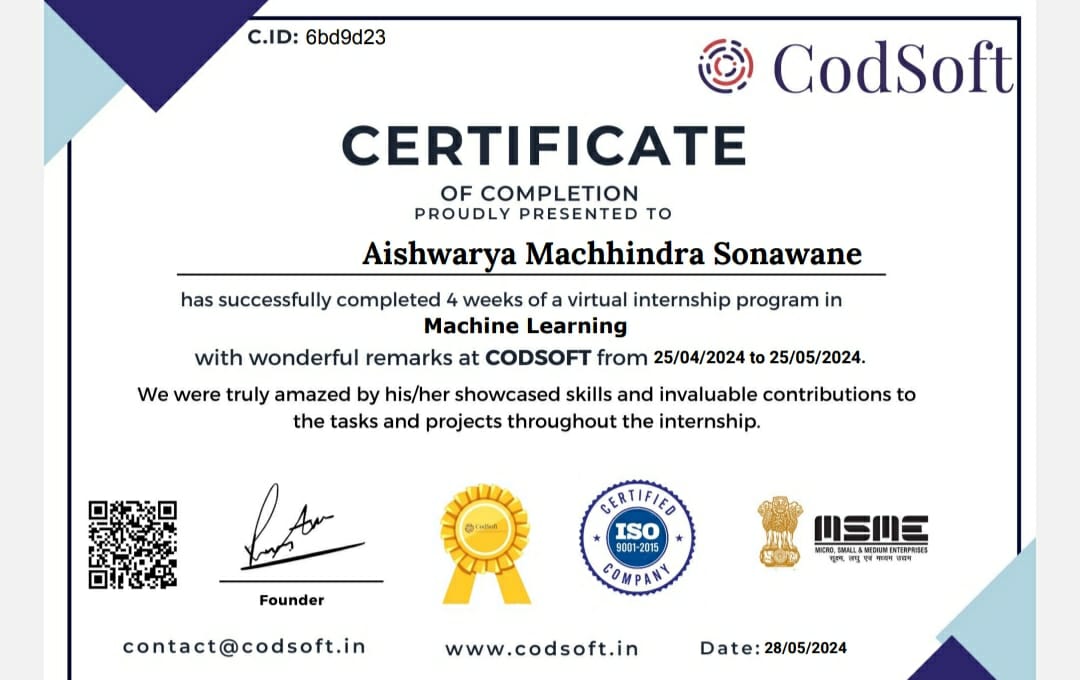 C.ID: 6bd9d23
CodSoft
CERTIFICATE
OF COMPLETION
PROUDLY PRESENTED TO
Aishwarya Machhindra Sonawane
has successfully completed 4 weeks of a virtual internship program in
Machine Learning
with wonderful remarks at CODSOFT from 25/04/2024 to 25/05/2024.
We were truly amazed by his/her showcased skills and invaluable contributions to
the tasks and projects throughout the internship.
Founder
CodSoft
CERTIFIED
ISO
9001-2015
COMPANY
MSME
MICRO, SMALL & MEDIUM ENTERPRISES
सूक्ष्म, लघु एवं मध्यम उद्यम
contact@codsoft.in
www.codsoft.in
Date: 28/05/2024